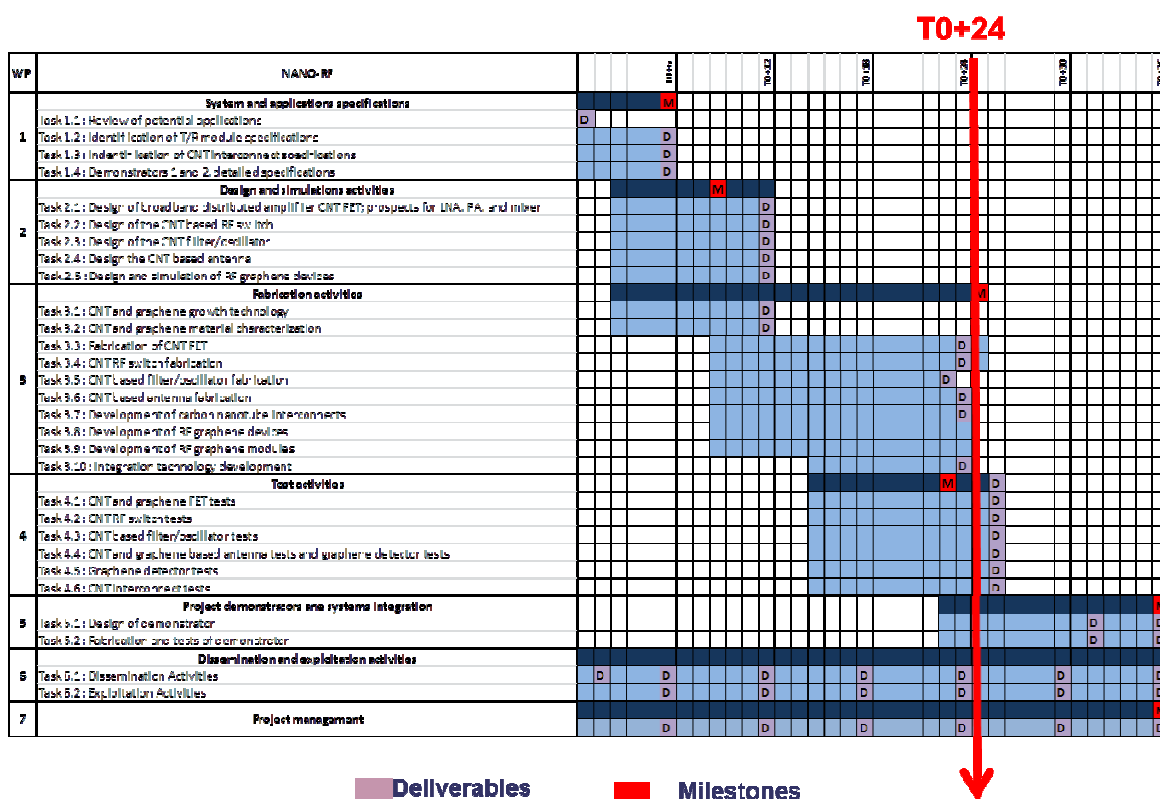 T0+24
WP NANO-RF T0+6 T0+12 T0+18 T0+24 T0+30
System and applications specifications M
1
Task 1.1: Review of potential applications D
Task 1.2: Identification of T/R module specifications D
Task 1.3: Indentification of CNT interconnect specifications D
Task 1.4: Demonstrators 1 and 2 detailed specifications D
Design and simulations activities M
2
Task 2.1: Design of broadband distributed amplifier CNT FET; prospects for LNA, PA, and mixer D
Task 2.2: Design of the CNT based RF switch D
Task 2.3: Design of the CNT filter/oscillator D
Task 2.4: Design the CNT based antenna D
Task 2.5: Design and simulation of RF graphene devices D
Fabrication activities M
3
Task 3.1: CNT and graphene growth technology D
Task 3.2: CNT and graphene material characterization D
Task 3.3: Fabrication of CNT FET D
Task 3.4: CNT RF switch fabrication D
Task 3.5: CNT based filter/oscillator fabrication D
Task 3.6: CNT based antenna fabrication D
Task 3.7: Development of carbon nanotube interconnects D
Task 3.8: Development of RF graphene devices
Task 3.9: Development of RF graphene modules
Task 3.10: Integration technology development D
Test activities M D
4
Task 4.1: CNT and graphene FET tests D
Task 4.2: CNT RF switch tests D
Task 4.3: CNT based filter/oscillator tests D
Task 4.4: CNT and graphene based antenna tests and graphene detector tests D
Task 4.5: Graphene detector tests D
Task 4.6: CNT interconnect tests D
Project demonstrators and systems integration
5
Task 5.1: Design of demonstrator D D
Task 5.2: Fabrication and tests of demonstrator D D
Dissemination and exploitation activities
6
Task 6.1: Dissemination Activities D D D D D D D
Task 6.2: Exploitation Activities D D D D D D
7 Project management
D D D D D D
Deliverables Milestones